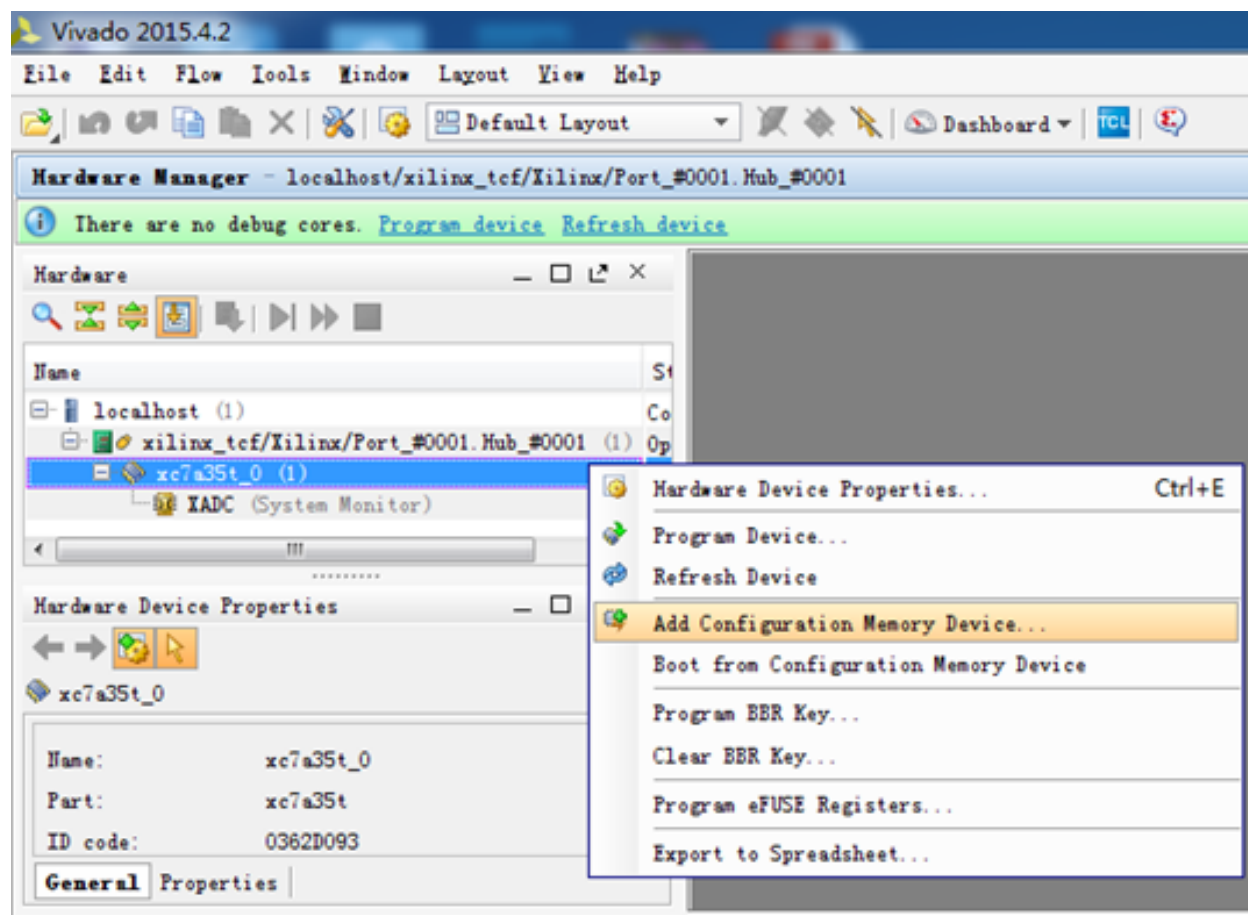 Vivado 2015.4.2
File Edit Flow Tools Window Layout View Help
Default Layout Dashboard TCL
Hardware Manager - localhost/xilinx_tcf/Xilinx/Port_#0001.Hub_#0001
There are no debug cores. Program device Refresh device
Hardware
Name St
localhost (1) Co
xilinx_tcf/Xilinx/Port_#0001.Hub_#0001 (1) Op
xc7a35t_0 (1)
XADC (System Monitor)
Hardware Device Properties... Ctrl+E
Program Device...
Refresh Device
Add Configuration Memory Device...
Boot from Configuration Memory Device
Program BBR Key...
Clear BBR Key...
Program eFUSE Registers...
Export to Spreadsheet...
Hardware Device Properties
xc7a35t_0
Name: xc7a35t_0
Part: xc7a35t
ID code: 0362D093
General Properties